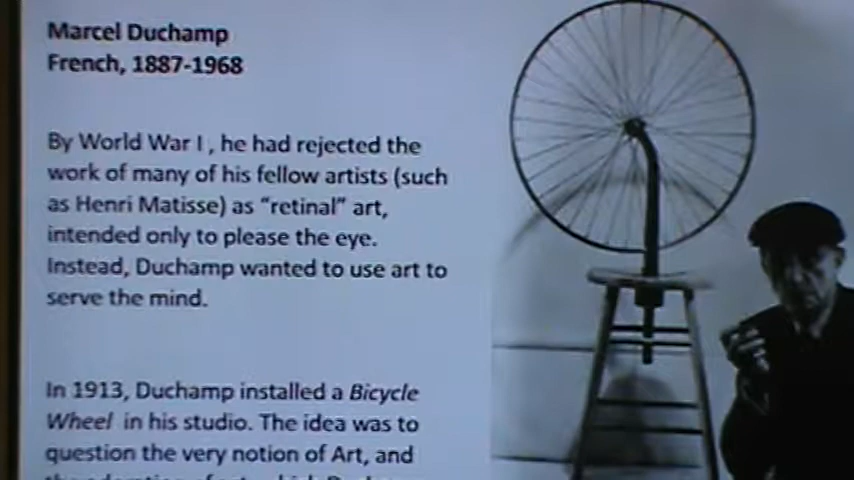 Marcel Duchamp
French, 1887-1968
By World War I , he had rejected the
work of many of his fellow artists (such
as Henri Matisse) as “retinal” art,
intended only to please the eye.
Instead, Duchamp wanted to use art to
serve the mind.
In 1913, Duchamp installed a Bicycle
Wheel in his studio. The idea was to
question the very notion of Art, and